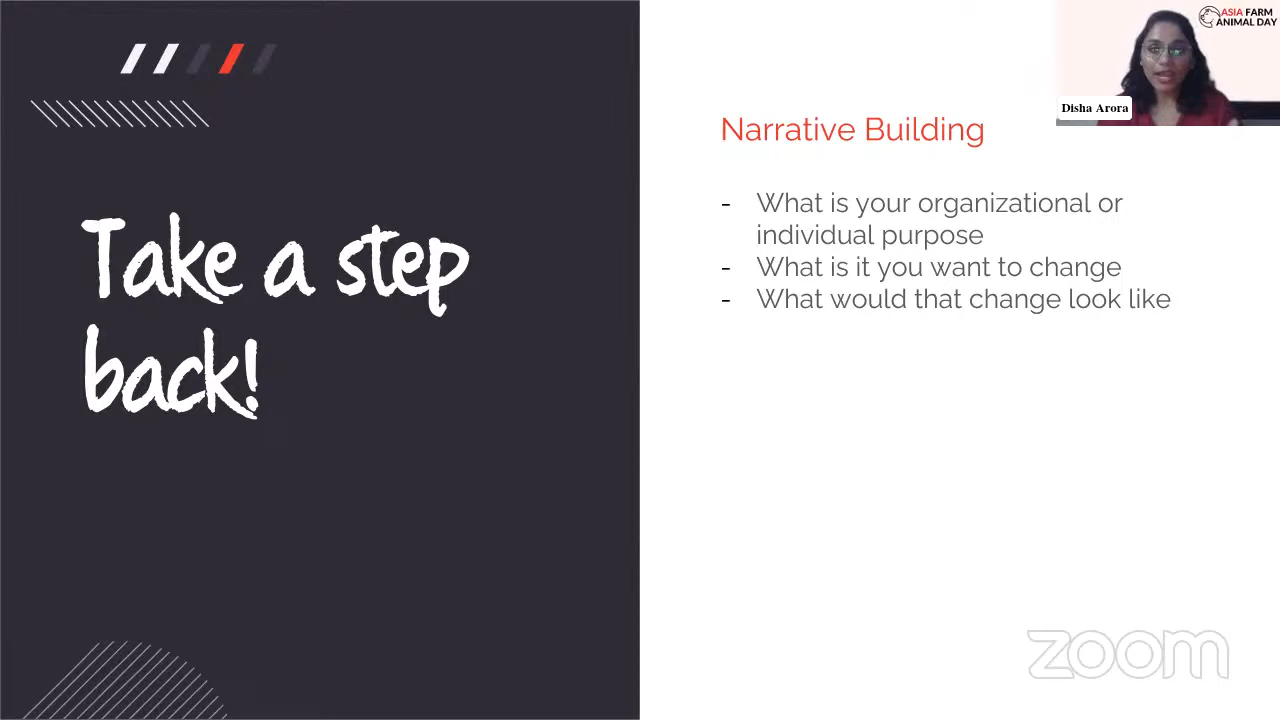 Take a step
back!
Narrative Building
- What is your organizational or
individual purpose
- What is it you want to change
- What would that change look like
ASIA FARM
ANIMAL DAY
Disha Arora
zoom